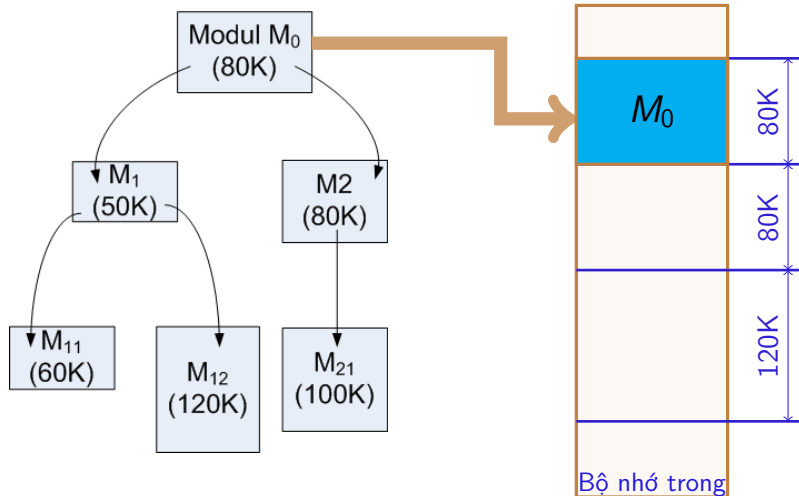 Modul M₀
(80K)
M₁
(50K)
M2
(80K)
M₁₁
(60K)
M₁₂
(120K)
M₂₁
(100K)
M₀
80K
80K
120K
Bộ nhớ trong